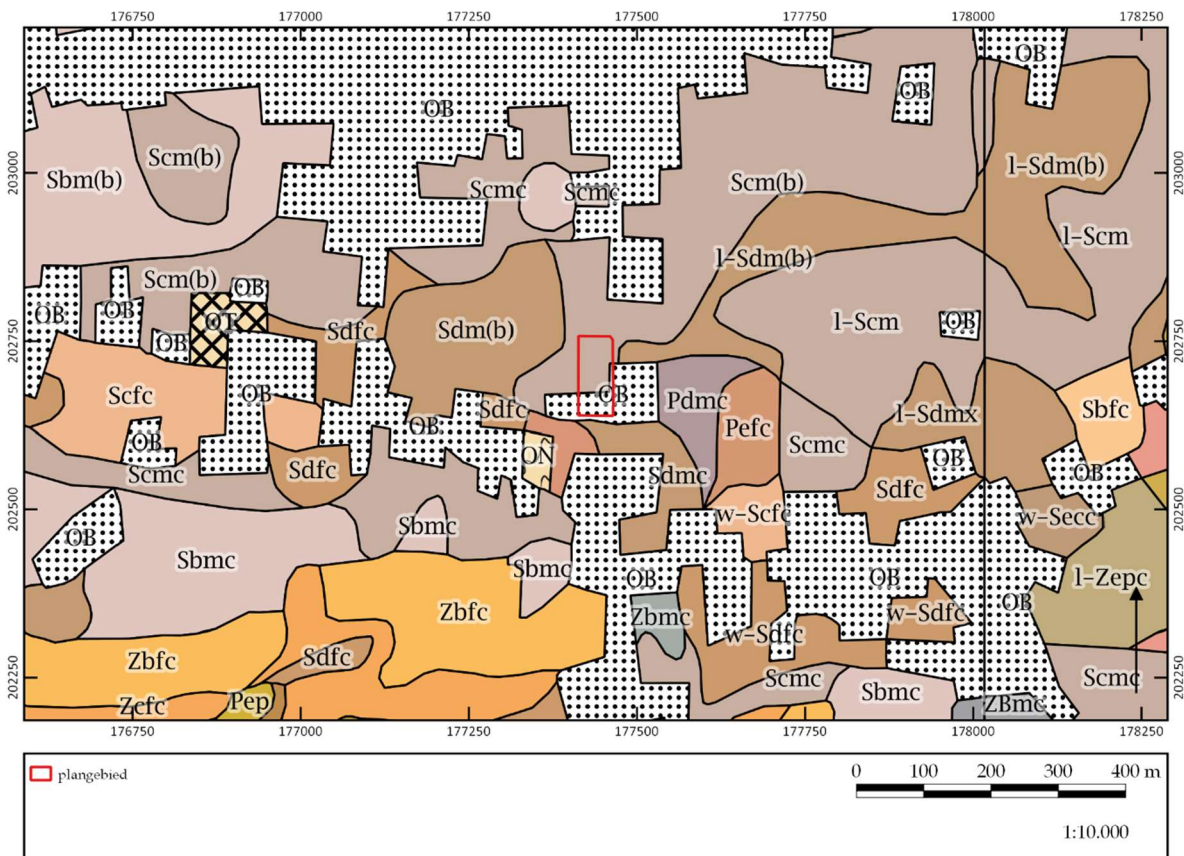 176750 177000 177250 177500 177750 178000 178250
OB
OB
OB
203000
203000
Scm(b)
Sbm(b)
Scmc
Scmc
Scm(b)
l-Sdm(b)
l-Scm
l-Sdm(b)
Scm(b)
OB
OB
OB
OB
OT
202750
202750
Sdfc
Sdm(b)
l-Scm
OB
Scfc
OB
OB
Pdmc
Sbfc
Sdfc
l-Sdmx
OB
Pefc
OB
ON
Scmc
OB
Scmc
Sdfc
Sdmc
OB
Sdfc
202500
202500
w-Scfc
w-Secc
OB
Sbmc
Sbmc
Sbmc
OB
OB
l-Zepc
OB
Zbfc
Zbmc
w-Sdfc
w-Sdfc
Zbfc
Sdfc
202250
202250
Scmc
Scmc
Sbmc
Zcfc
Pep
ZBmc
176750 177000 177250 177500 177750 178000 178250
plangebied
0 100 200 300 400 m
1:10.000